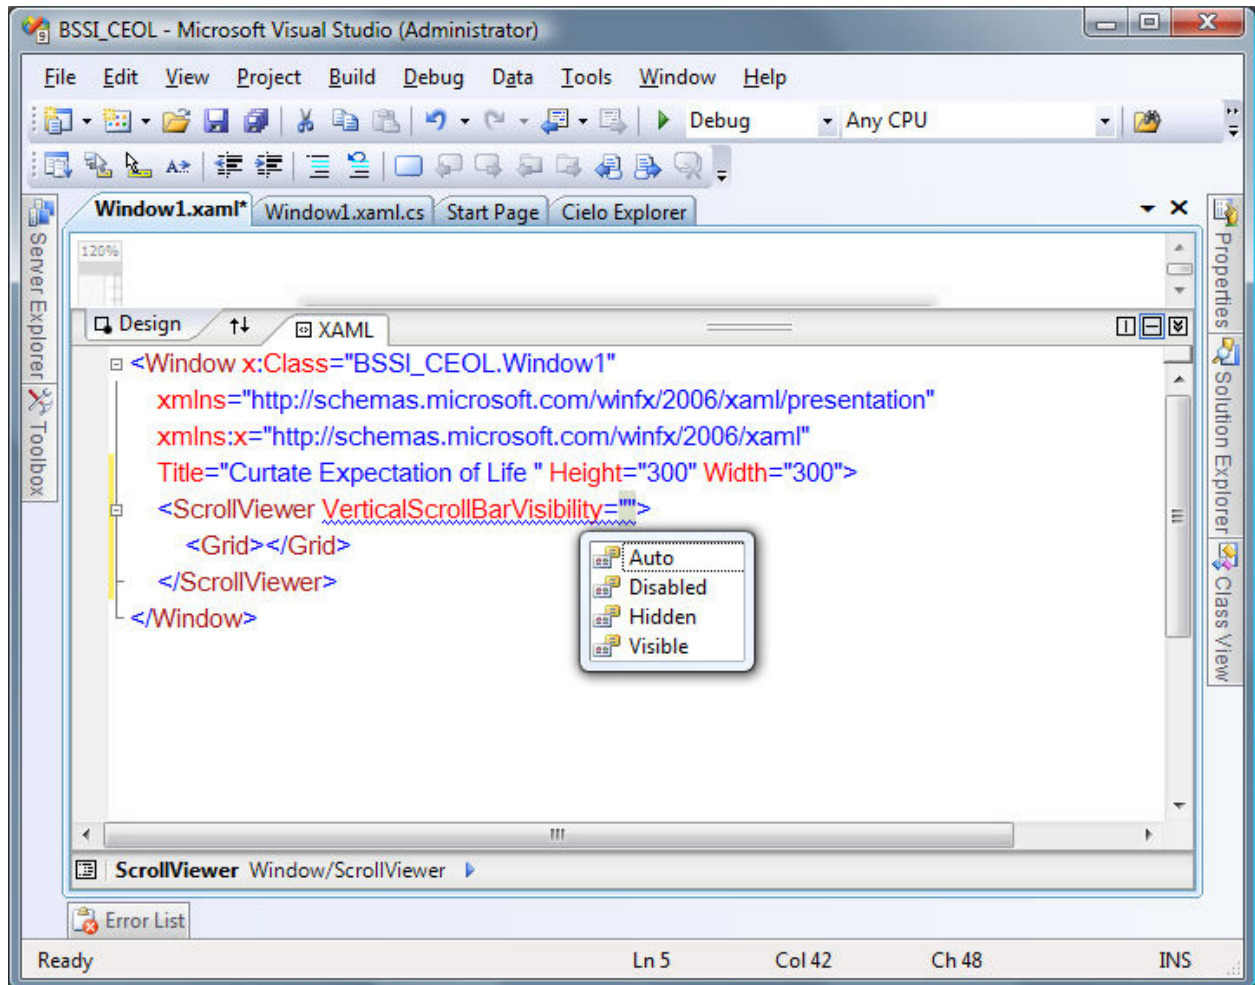 BSSI_CEOL - Microsoft Visual Studio (Administrator)
File Edit View Project Build Debug Data Tools Window Help
Debug Any CPU
Window1.xaml* Window1.xaml.cs Start Page Cielo Explorer
Server Explorer
Toolbox
120%
Design XAML
<Window x:Class="BSSI_CEOL.Window1"
xmlns="http://schemas.microsoft.com/winfx/2006/xaml/presentation"
xmlns:x="http://schemas.microsoft.com/winfx/2006/xaml"
Title="Curtate Expectation of Life " Height="300" Width="300">
<ScrollViewer VerticalScrollBarVisibility="">
<Grid></Grid>
</ScrollViewer>
</Window>
Auto
Disabled
Hidden
Visible
Properties
Solution Explorer
Class View
ScrollViewer Window/ScrollViewer
Error List
Ready Ln 5 Col 42 Ch 48 INS